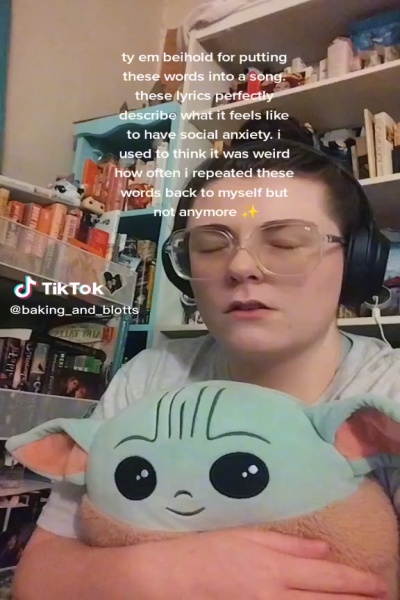 ty em beihold for putting
these words into a song.
these lyrics perfectly
describe what it feels like
to have social anxiety. i
used to think it was weird
how often i repeated these
words back to myself but
not anymore ✨
TikTok
@baking_and_blotts